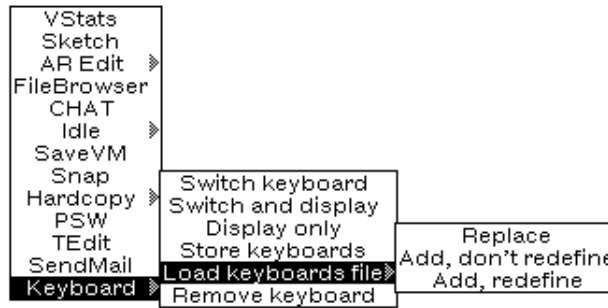 VStats
Sketch
AR Edit
FileBrowser
CHAT
Idle
SaveVM
Snap
Hardcopy
PSW
TEdit
SendMail
Keyboard
Switch keyboard
Switch and display
Display only
Store keyboards
Load keyboards file
Remove keyboard
Replace
Add, don't redefine
Add, redefine